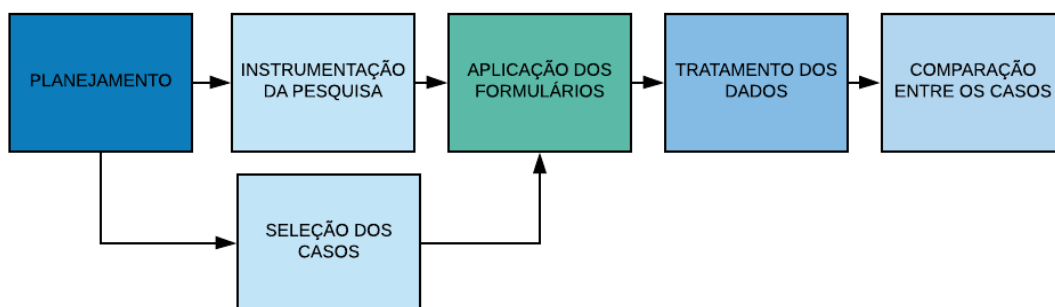 PLANEJAMENTO
INSTRUMENTAÇÃO
DA PESQUISA
APLICAÇÃO DOS
FORMULÁRIOS
TRATAMENTO DOS
DADOS
COMPARAÇÃO
ENTRE OS CASOS
SELEÇÃO DOS
CASOS